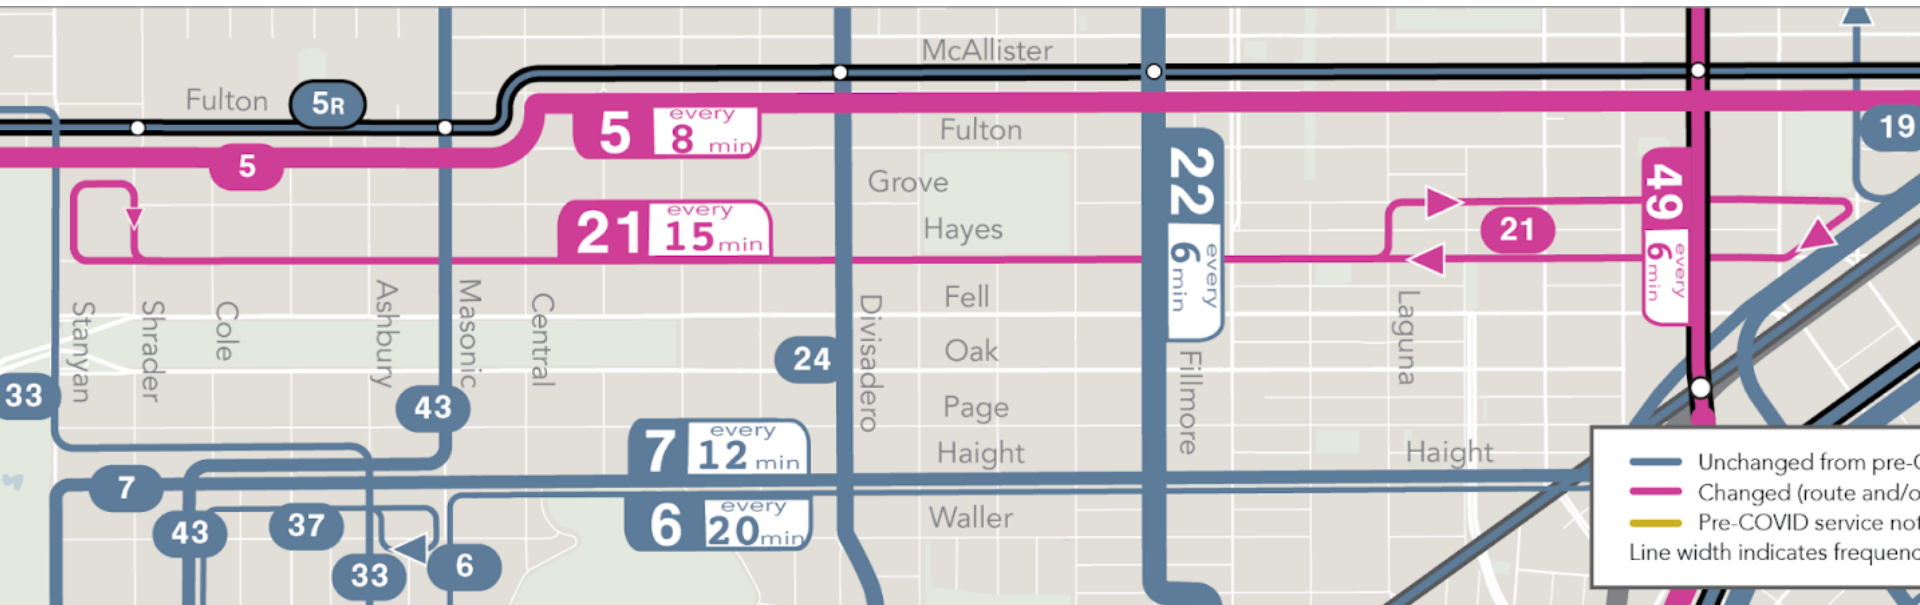 McAllister
Fulton
5R
5
every
8 min
5
Fulton
19
Grove
21
every
15 min
Hayes
22
every
6 min
21
49
every
6 min
Stanyan
Shrader
Cole
Ashbury
Masonic
Central
Fell
Divisadero
Laguna
Oak
24
Fillmore
33
43
Page
7
every
12 min
Haight
Haight
7
6
every
20 min
Waller
43
37
33
6
Unchanged from pre-C
Changed (route and/o
Pre-COVID service not
Line width indicates frequenc